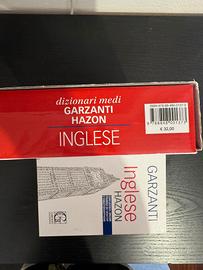 dizionari medi
GARZANTI
HAZON
INGLESE
€ 32,00
GARZANTI
Inglese
HAZON